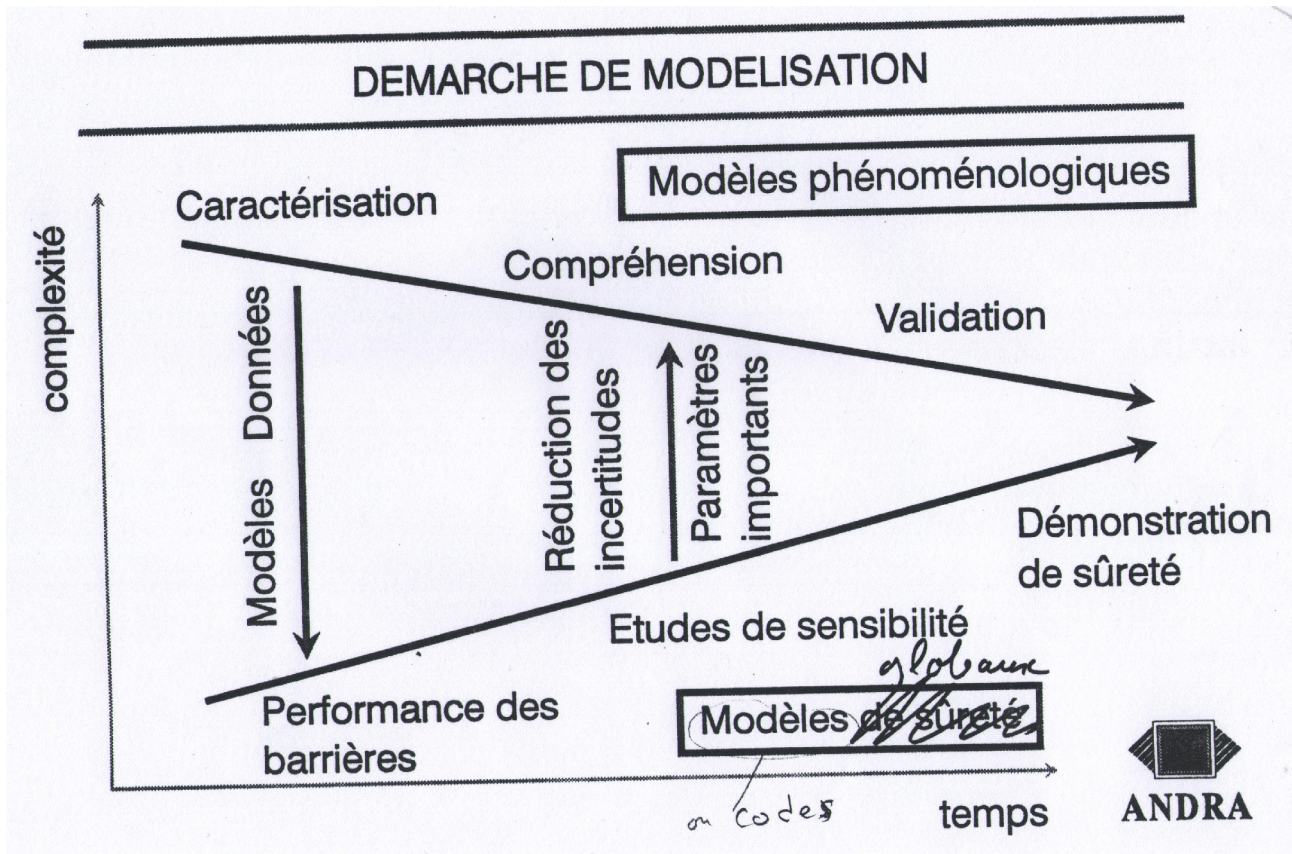 DEMARCHE DE MODELISATION
Modèles phénoménologiques
complexité
Caractérisation
Compréhension
Validation
Modèles Données
Réduction des
incertitudes
Paramètres
importants
Démonstration
de sûreté
Etudes de sensibilité
globaux
Modèles de sûreté
Performance des
barrières
ou codes
temps
ANDRA